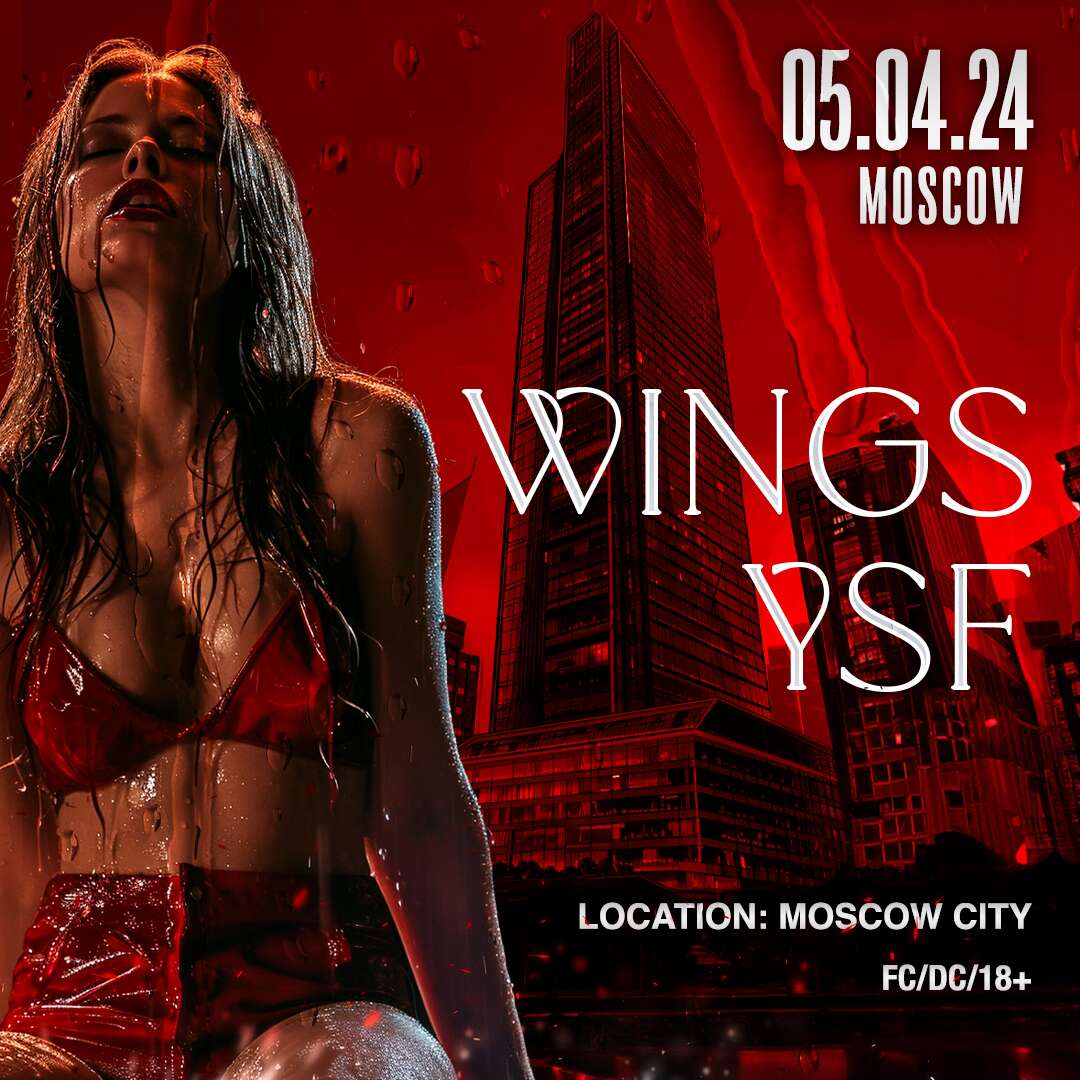 05.04.24
MOSCOW
WINGS
YSF
LOCATION: MOSCOW CITY
FC/DC/18+